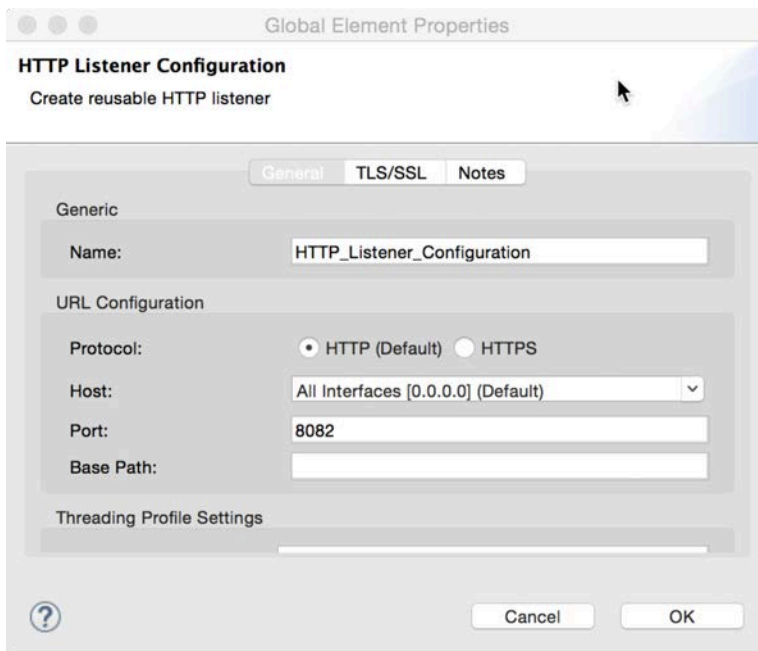 Global Element Properties
HTTP Listener Configuration
Create reusable HTTP listener
General TLS/SSL Notes
Generic
Name: HTTP_Listener_Configuration
URL Configuration
Protocol: HTTP (Default) HTTPS
Host: All Interfaces [0.0.0.0] (Default)
Port: 8082
Base Path:
Threading Profile Settings
? Cancel OK